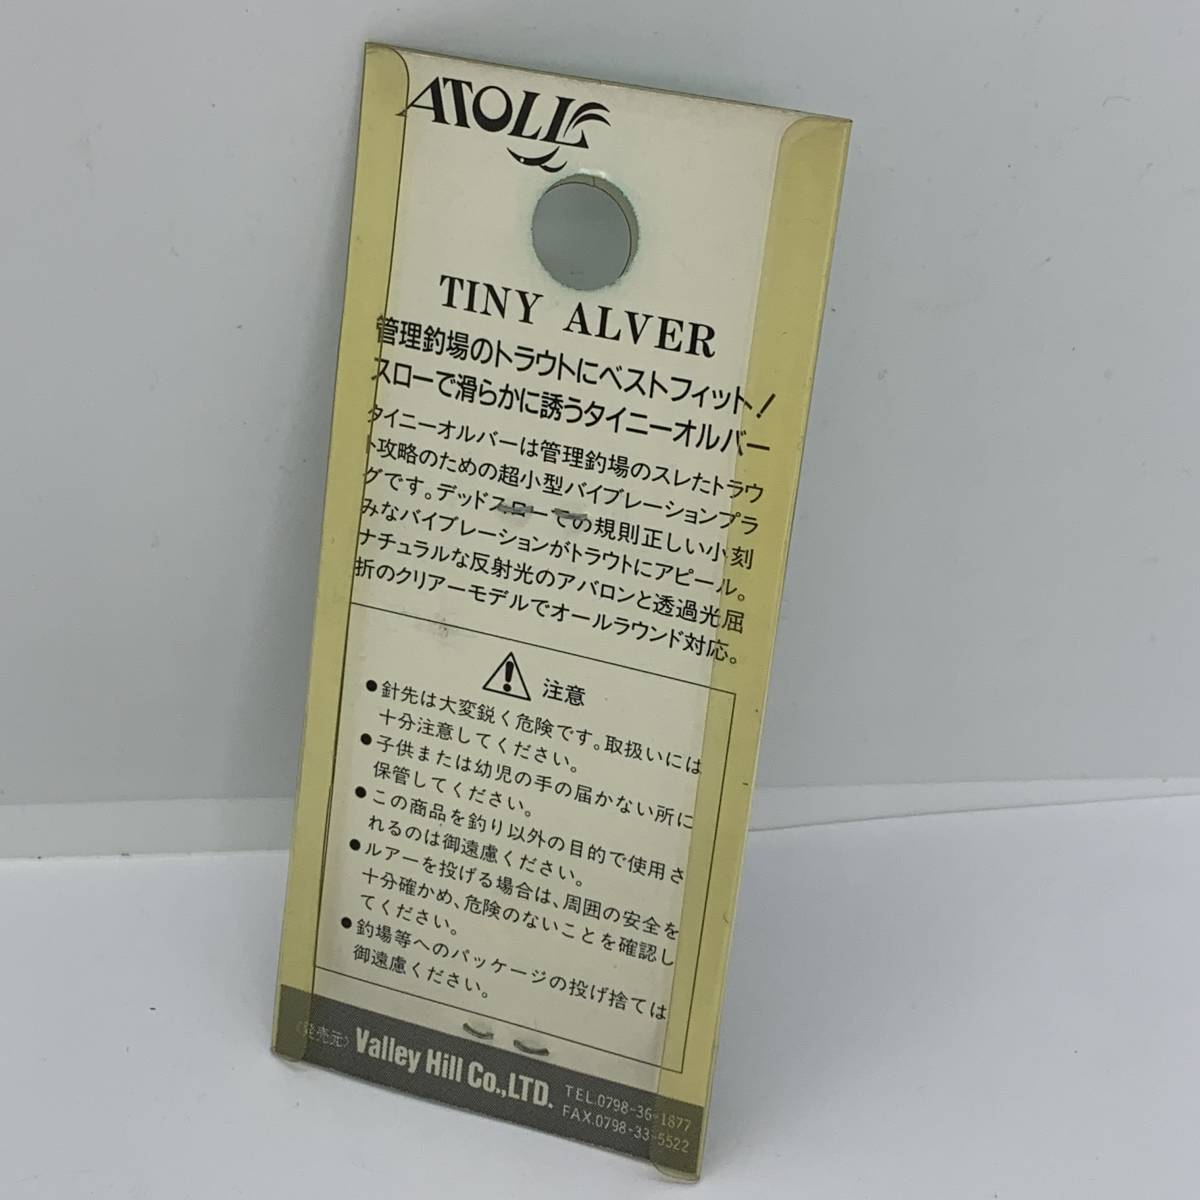 ATOLL
TINY ALVER
管理釣場のトラウトにベストフィット!
スローで滑らかに誘うタイニーオルバー
タイニーオルバーは管理釣場のスレたトラウ
ト攻略のための超小型バイブレーションプラ
グです。デッドスローでの規則正しい小刻
みなバイブレーションがトラウトにアピール。
ナチュラルな反射光のアバロンと透過光屈
折のクリアーモデルでオールラウンド対応。
注意
●針先は大変鋭く危険です。取扱いには
十分注意してください。
●子供または幼児の手の届かない所に
保管してください。
●この商品を釣り以外の目的で使用さ
れるのは御遠慮ください。
●ルアーを投げる場合は、周囲の安全を
十分確かめ、危険のないことを確認し
てください。
●釣場等へのパッケージの投げ捨ては
御遠慮ください。
〈発売元〉 Valley Hill Co.,LTD. TEL.0798-36-1877
FAX.0798-33-5522